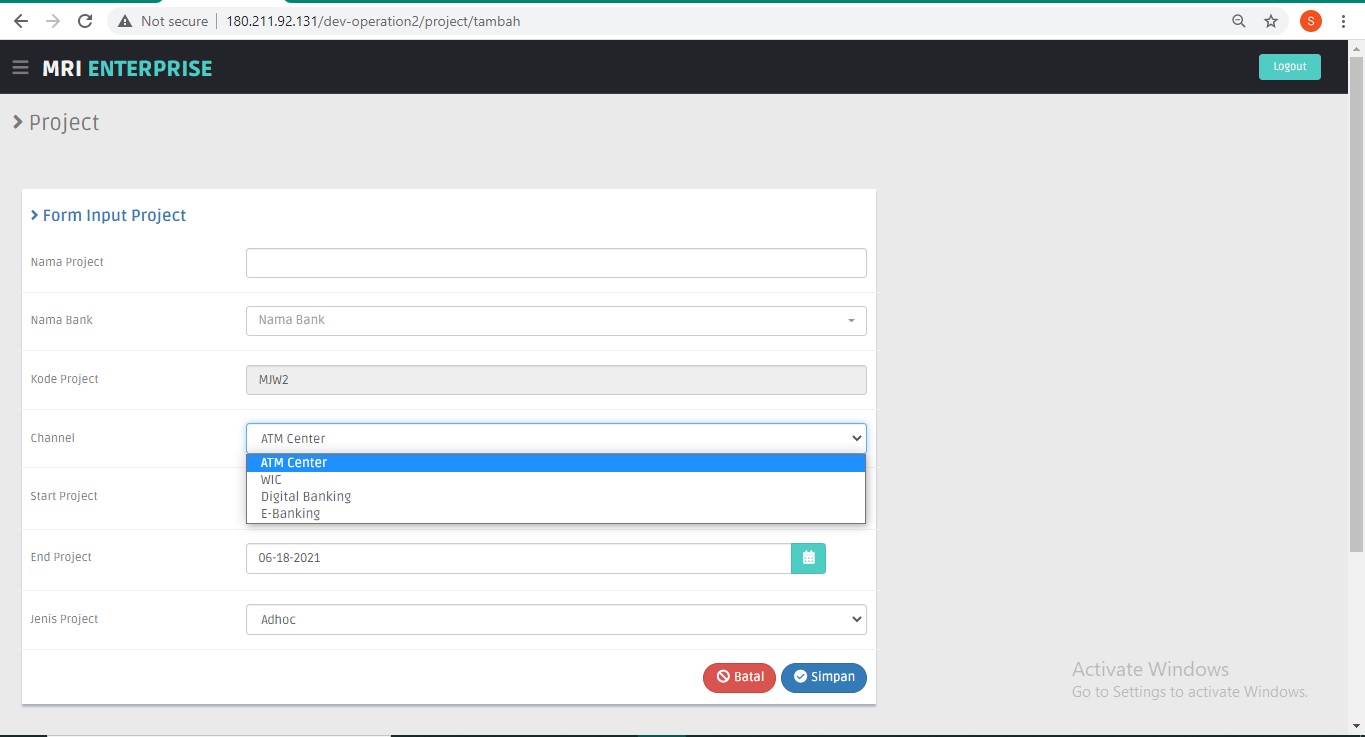 Not secure | 180.211.92.131/dev-operation2/project/tambah
S
MRI ENTERPRISE
Logout
Project
Form Input Project
Nama Project
Nama Bank
Nama Bank
Kode Project
MJW2
Channel
ATM Center
ATM Center
WIC
Digital Banking
E-Banking
Start Project
End Project
06-18-2021
Jenis Project
Adhoc
Batal
Simpan
Activate Windows
Go to Settings to activate Windows.